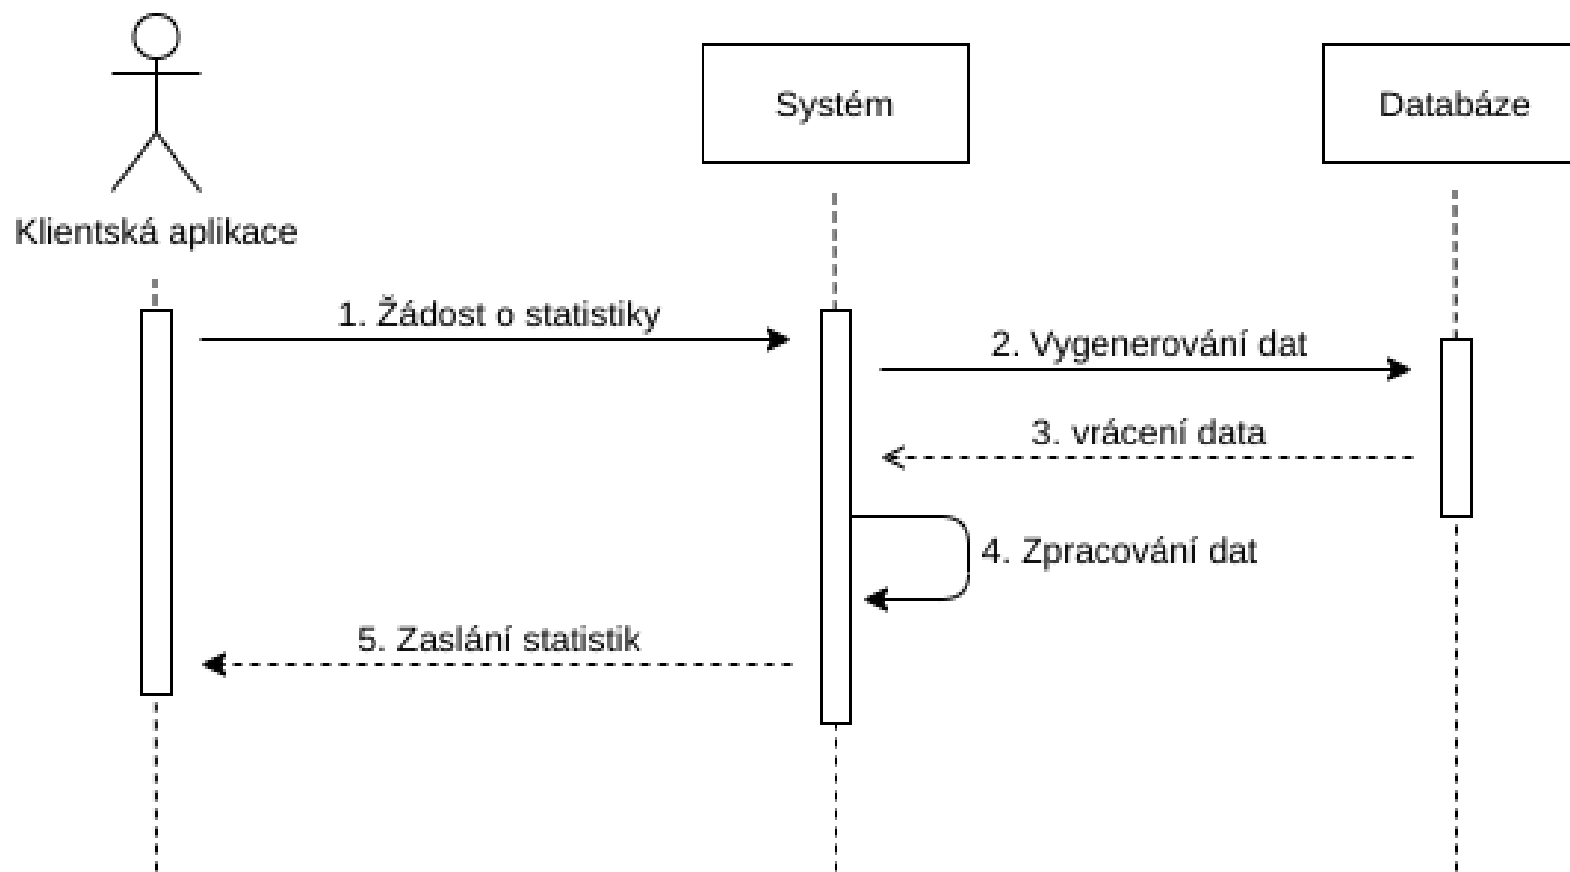 Systém
Databáze
Klientská aplikace
1. Žádost o statistiky
2. Vygenerování dat
3. vrácení data
4. Zpracování dat
5. Zaslání statistik